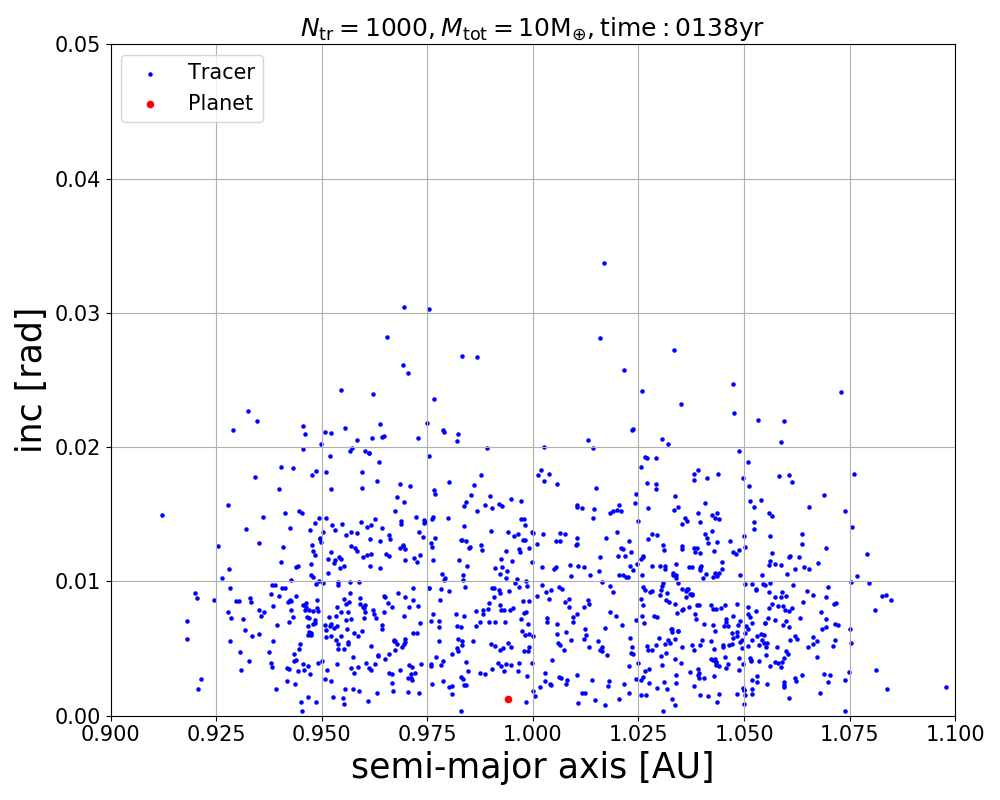 N_tr = 1000, M_tot = 10M_⊕, time : 0138yr
0.05
Tracer
Planet
0.04
0.03
0.02
0.01
0.00
inc [rad]
0.900 0.925 0.950 0.975 1.000 1.025 1.050 1.075 1.100
semi-major axis [AU]